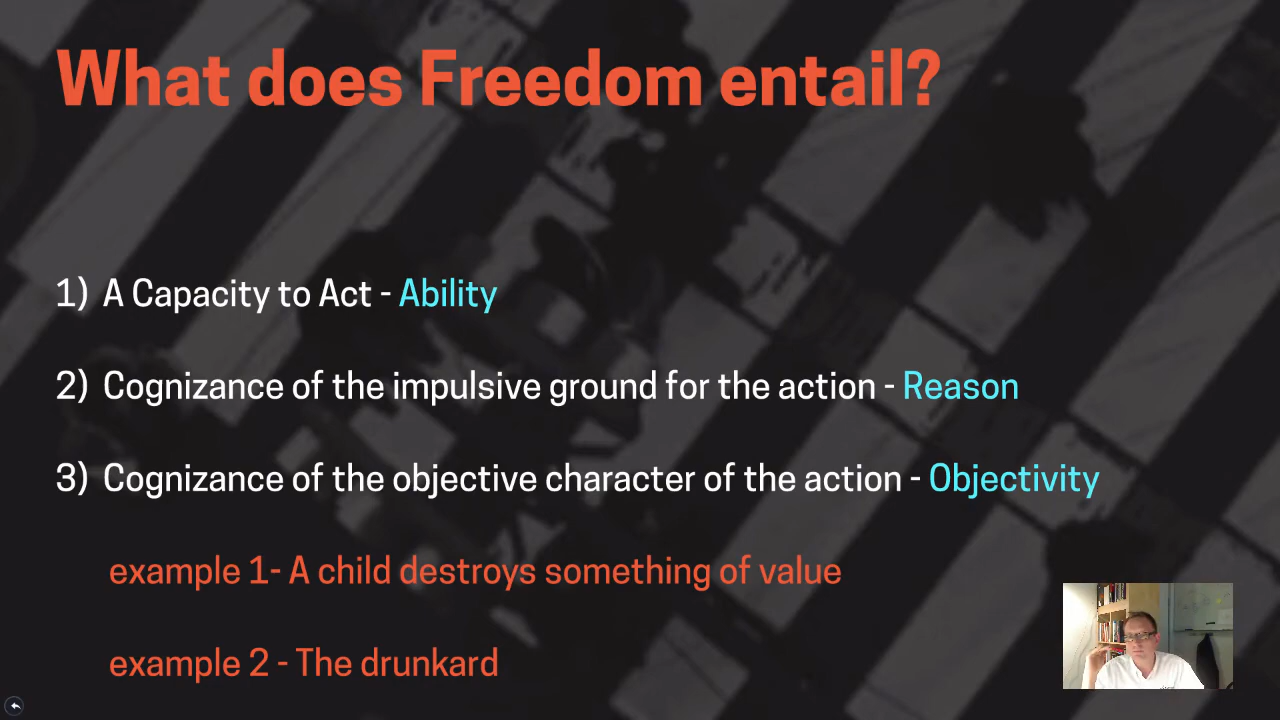 What does Freedom entail?
1) A Capacity to Act - Ability
2) Cognizance of the impulsive ground for the action - Reason
3) Cognizance of the objective character of the action - Objectivity
example 1- A child destroys something of value
example 2 - The drunkard